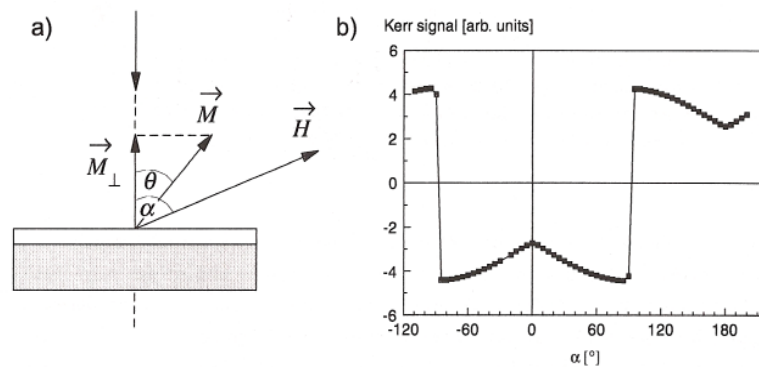 a)
M⊥
θ
α
M
H
b)
Kerr signal [arb. units]
6
4
2
0
-2
-4
-6
-120
-60
0
60
120
180
α [°]